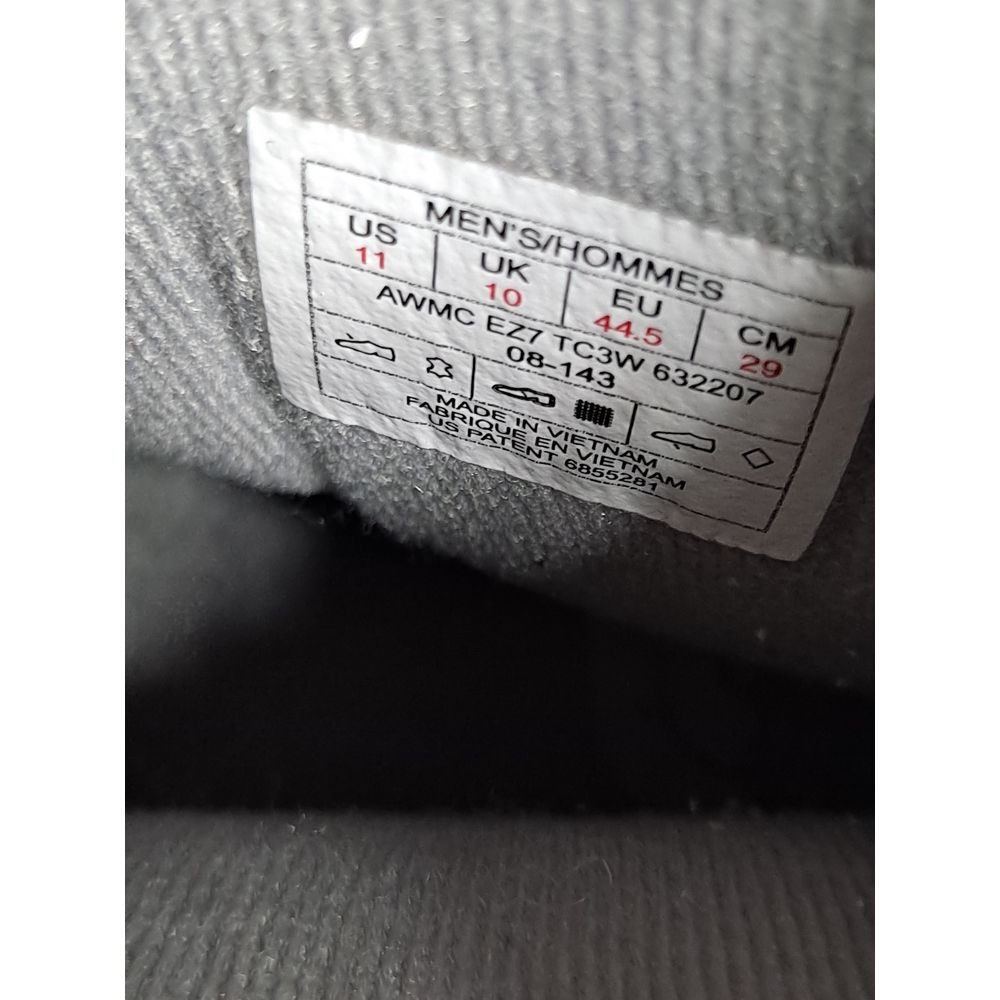 MEN'S/HOMMES
US UK EU CM
11 10 44.5 29
AWMC EZ7 TC3W 632207
08-143
MADE IN VIETNAM
FABRIQUE EN VIETNAM
US PATENT 6855281